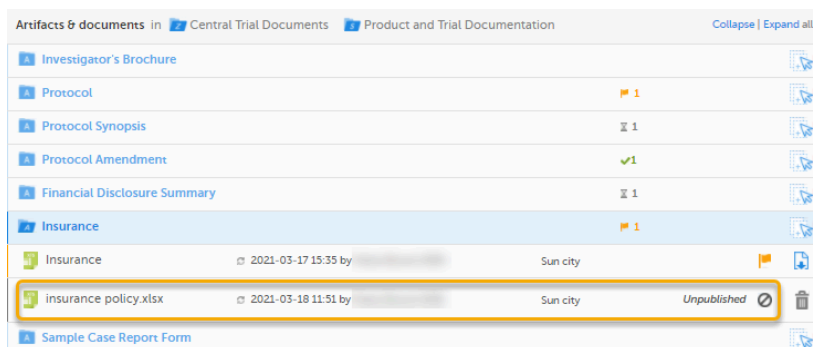 Artifacts & documents in Z Central Trial Documents S Product and Trial Documentation Collapse | Expand all
A Investigator's Brochure
A Protocol 1
A Protocol Synopsis 1
A Protocol Amendment 1
A Financial Disclosure Summary 1
A Insurance 1
Insurance 2021-03-17 15:35 by Sun city
insurance policy.xlsx 2021-03-18 11:51 by Sun city Unpublished
A Sample Case Report Form